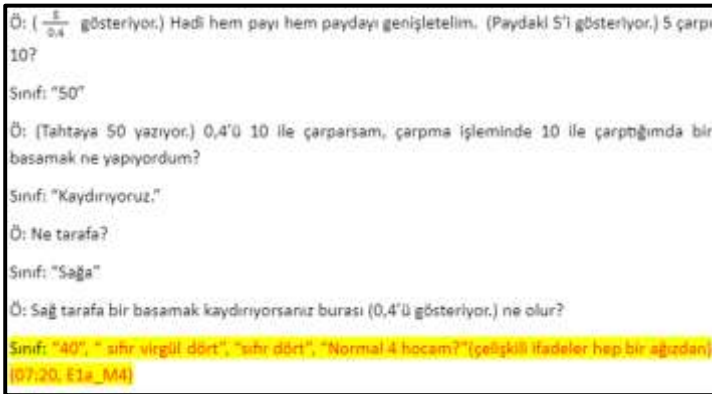 Ö: ( 5/0,4 gösteriyor.) Hadi hem payı hem paydayı genişletelim. (Paydaki 5'i gösteriyor.) 5 çarpı
10?
Sınıf: "50"
Ö: (Tahtaya 50 yazıyor.) 0,4'ü 10 ile çarparsam, çarpma işleminde 10 ile çarptığımda bir
basamak ne yapıyordum?
Sınıf: "Kaydırıyoruz."
Ö: Ne tarafa?
Sınıf: "Sağa"
Ö: Sağ tarafa bir basamak kaydırıyorsanız burası (0,4'ü gösteriyor.) ne olur?
Sınıf: "40", " sıfır virgül dört", "sıfır dört", "Normal 4 hocam?"(çelişkili ifadeler hep bir ağızdan)
(07:20, E1a_M4)